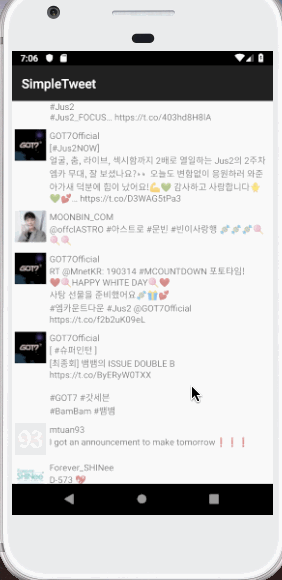 7:06
SimpleTweet
#Jus2
#Jus2_FOCUS… https://t.co/403hd8H8lA
GOT7Official
[#Jus2NOW]
얼굴, 춤, 라이브, 섹시함까지 2배로 열일하는 Jus2의 2주차
엠카 무대, 잘 보셨나요?👀 오늘도 변함없이 응원하러 와준
아가새 덕분에 힘이 났어요!💪💚 감사하고 사랑합니다🐥
💚💕… https://t.co/D3WAG5tPa3
MOONBIN_COM
@offclASTRO #아스트로 #문빈 #빈이사랑행
GOT7
GOT7Official
RT @MnetKR: 190314 #MCOUNTDOWN 포토타임!
❤️🍭HAPPY WHITE DAY🍭❤️
사탕 선물을 준비했어요🍬🎁💕
#엠카운트다운 #Jus2 @GOT7Official
https://t.co/f2b2uK09eL
GOT7
GOT7Official
[ #슈퍼인턴 ]
[최종회] 뱀뱀의 ISSUE DOUBLE B
https://t.co/ByERyW0TXX
#GOT7 #갓세븐
#BamBam #뱀뱀
93
mtuan93
I got an announcement to make tomorrow❗❗❗
Forever_SHINee
D-573 💖